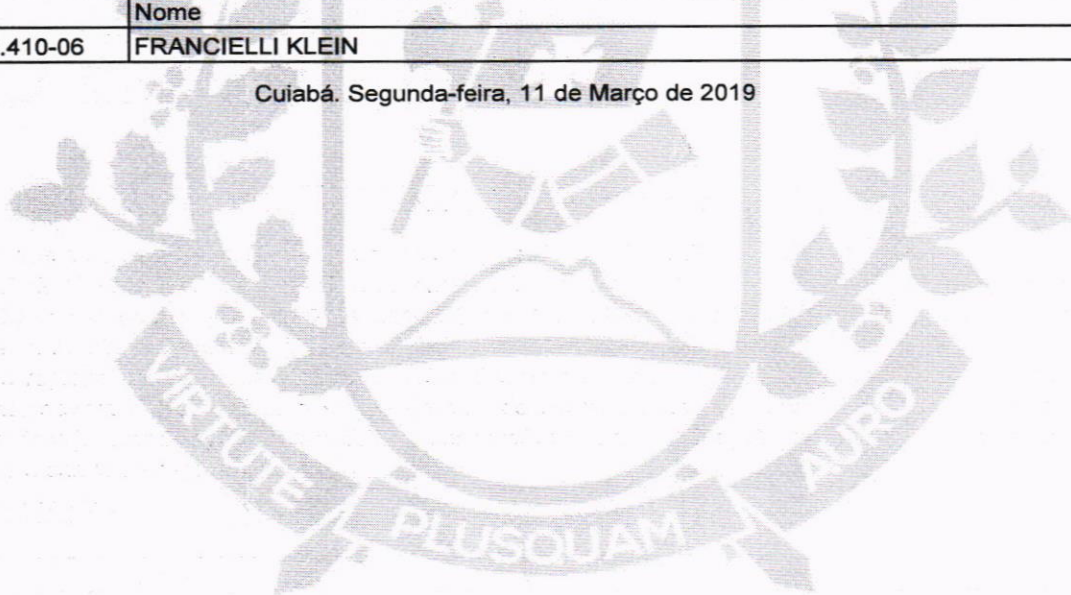 Nome
.410-06 FRANCIELLI KLEIN
Cuiabá. Segunda-feira, 11 de Março de 2019
VIRTUTE PLUSQUAM AURO